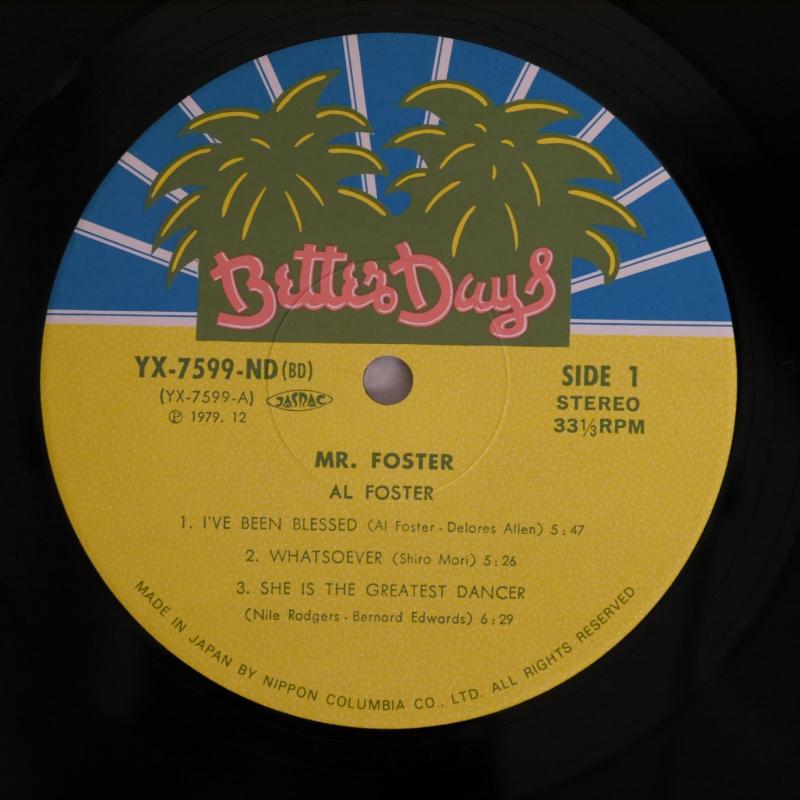 Better Days
YX-7599-ND(BD)
(YX-7599-A) JASRAC
Ⓟ 1979. 12
SIDE 1
STEREO
33⅓RPM
MR. FOSTER
AL FOSTER
1. I'VE BEEN BLESSED (Al Foster - Delores Allen) 5:47
2. WHATSOEVER (Shiro Mori) 5:26
3. SHE IS THE GREATEST DANCER
(Nile Rodgers - Bernard Edwards) 6:29
MADE IN JAPAN BY NIPPON COLUMBIA CO., LTD. ALL RIGHTS RESERVED